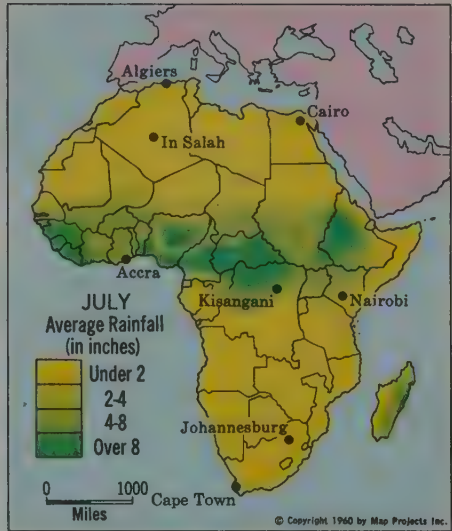 Algiers
Cairo
In Salah
Accra
Kisangani
Nairobi
JULY
Average Rainfall
(in inches)
Under 2
2-4
4-8
Over 8
Johannesburg
0 1000
Miles
Cape Town
© Copyright 1960 by Map Projects Inc.